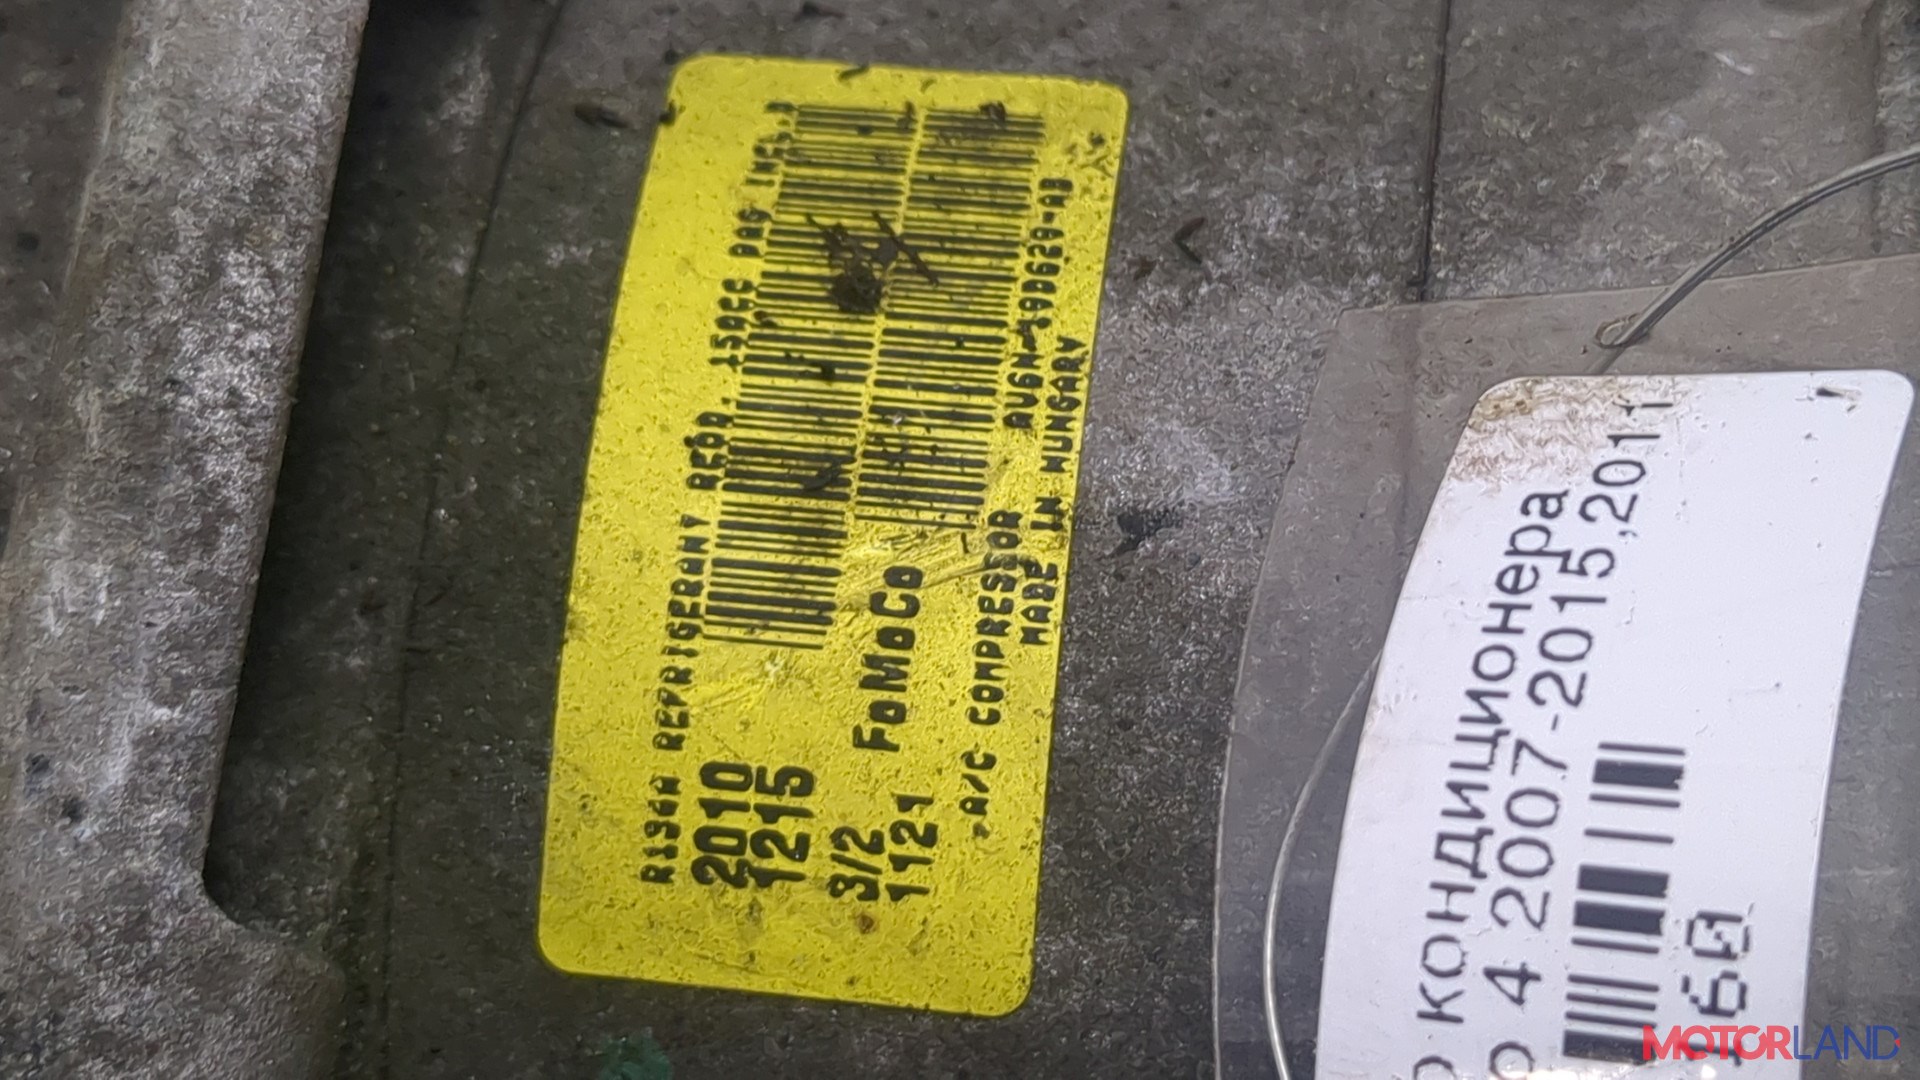 R134A REFRIGERANT REQD. 150CC PAG
2010
1215
3/2
1121
FoMoCo
A/C COMPRESSOR AV6N-19D629-AB
MADE IN HUNGARY
кондиционера
4 2007-2015,2011
MOTORLAND